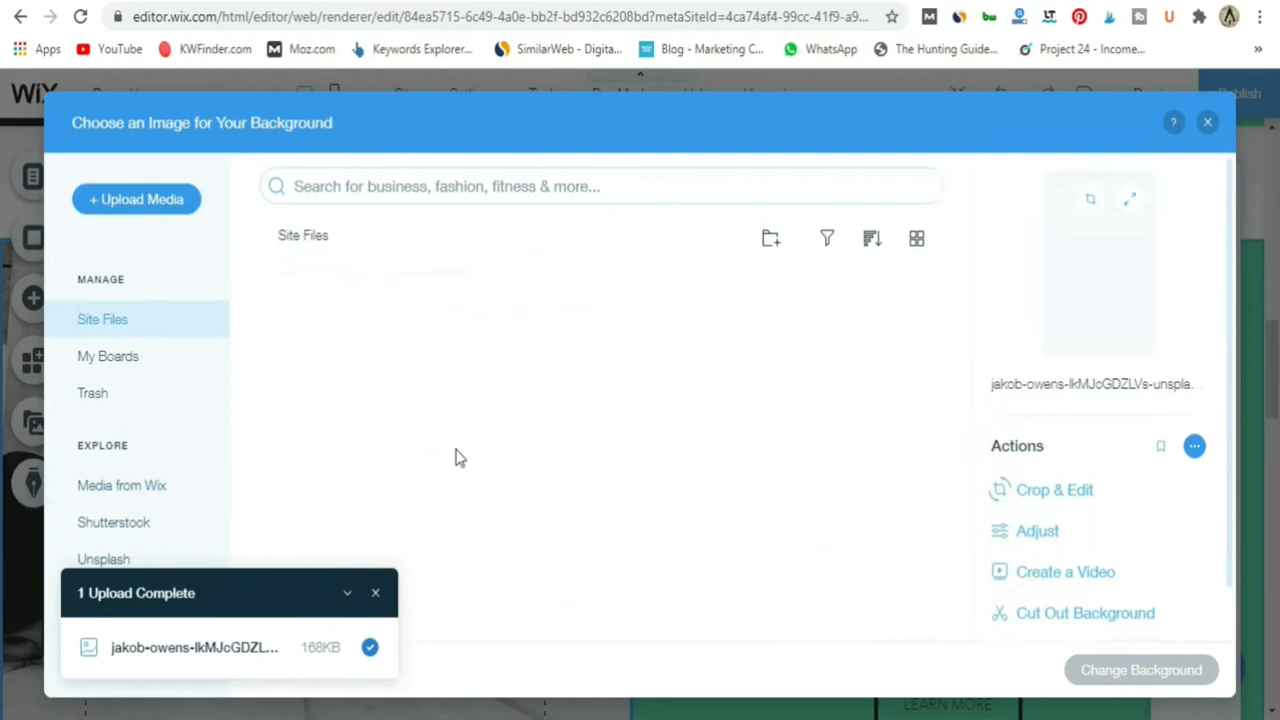 editor.wix.com/html/editor/web/renderer/edit/84ea5715-6c49-4a0e-bb2f-bd932c6208bd?metaSiteId=4ca74af4-99cc-41f9-a9...
Apps YouTube KWFinder.com Moz.com Keywords Explorer... SimilarWeb - Digita... Blog - Marketing C... WhatsApp The Hunting Guide... Project 24 - Income... »
WiX
Publish
Choose an Image for Your Background
+ Upload Media
Search for business, fashion, fitness & more...
Site Files
MANAGE
Site Files
My Boards
Trash
EXPLORE
Media from Wix
Shutterstock
Unsplash
1 Upload Complete
jakob-owens-lkMJcGDZL... 168KB
jakob-owens-lkMJcGDZLVs-unspla...
Actions
Crop & Edit
Adjust
Create a Video
Cut Out Background
Change Background
LEARN MORE